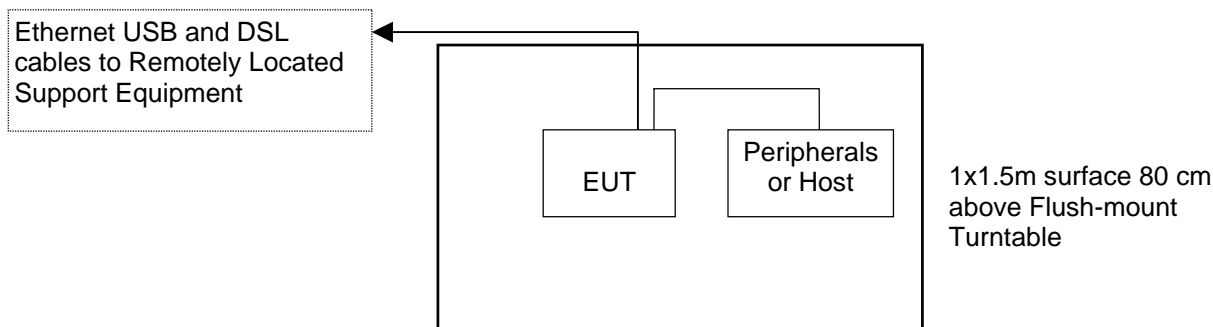 Ethernet USB and DSL
cables to Remotely Located
Support Equipment
EUT
Peripherals
or Host
1x1.5m surface 80 cm
above Flush-mount
Turntable